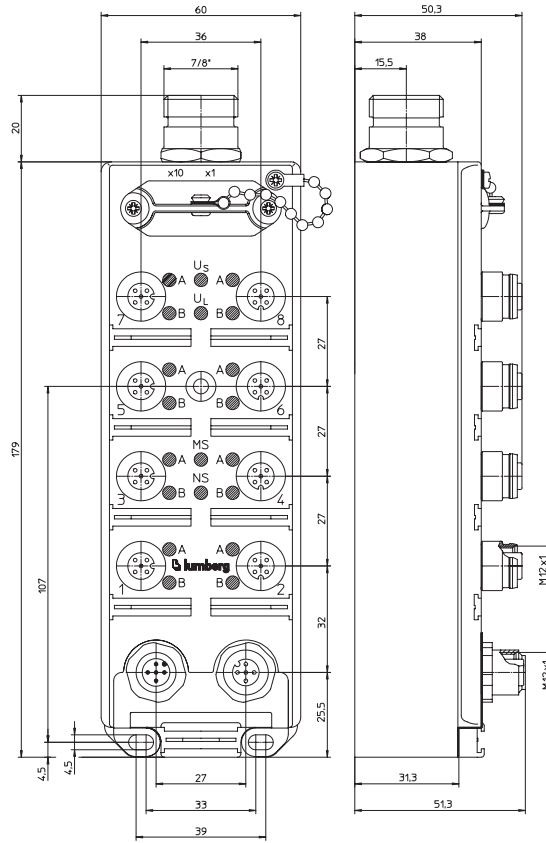 60
50,3
36
38
7/8"
15,5
20
x10 x1
US
A A
UL
B B
7 8
27
A A
B B
5 6
27
179
MS
A A
NS
B B
3 4
27
107
A A
lumberg
B B
1 2
M12x1
32
M12x1
25,5
4,5
4,5
27
31,3
33
51,3
39